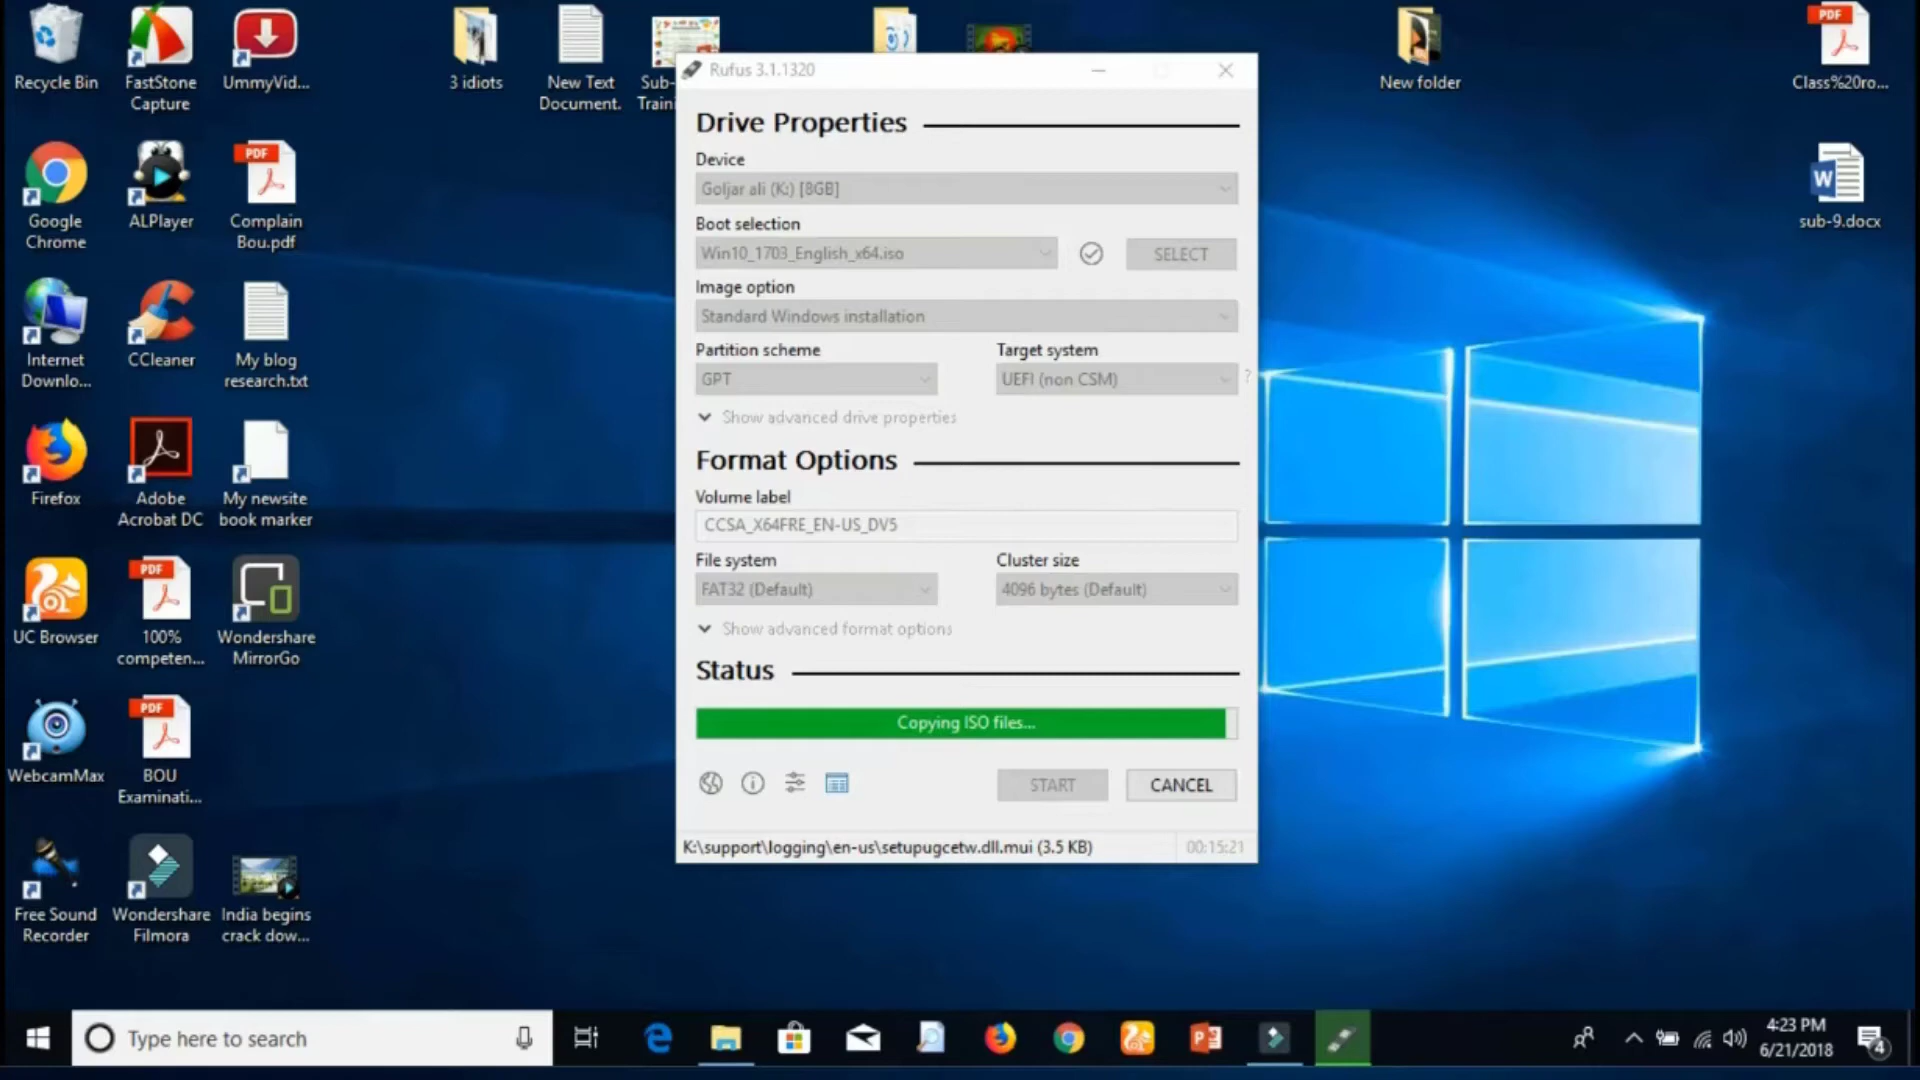 Recycle Bin
FastStone
Capture
UmmyVid...
3 idiots
New Text
Document.
Sub-
Traini
New folder
PDF
Class%20ro...
Google
Chrome
ALPlayer
PDF
Complain
Bou.pdf
W
sub-9.docx
Internet
Downlo...
CCleaner
My blog
research.txt
Firefox
Adobe
Acrobat DC
My newsite
book marker
UC Browser
PDF
100%
competen...
Wondershare
MirrorGo
WebcamMax
PDF
BOU
Examinati...
Free Sound
Recorder
Wondershare
Filmora
India begins
crack dow...
Rufus 3.1.1320
Drive Properties
Device
Goljar ali (K:) [8GB]
Boot selection
Win10_1703_English_x64.iso
SELECT
Image option
Standard Windows installation
Partition scheme
Target system
GPT
UEFI (non CSM)
?
Show advanced drive properties
Format Options
Volume label
CCSA_X64FRE_EN-US_DV5
File system
Cluster size
FAT32 (Default)
4096 bytes (Default)
Show advanced format options
Status
Copying ISO files...
START
CANCEL
K:\support\logging\en-us\setupugcetw.dll.mui (3.5 KB)
00:15:21
Type here to search
4:23 PM
6/21/2018
4